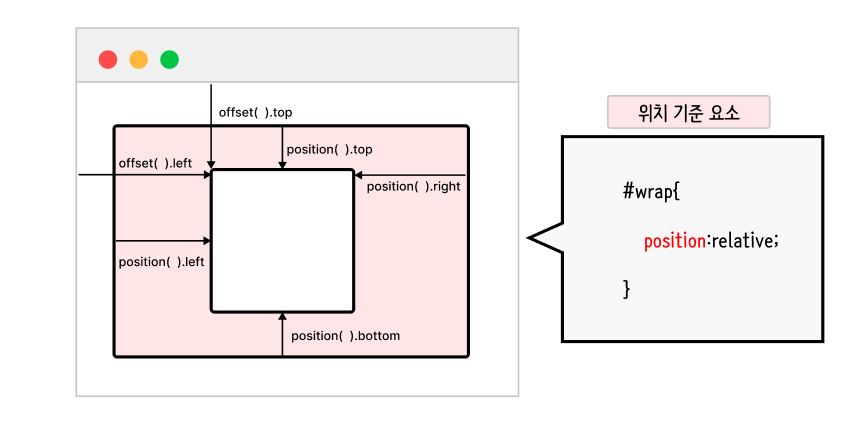 offset( ).top
position( ).top
offset( ).left
position( ).right
position( ).left
position( ).bottom
위치 기준 요소
#wrap{
position:relative;
}